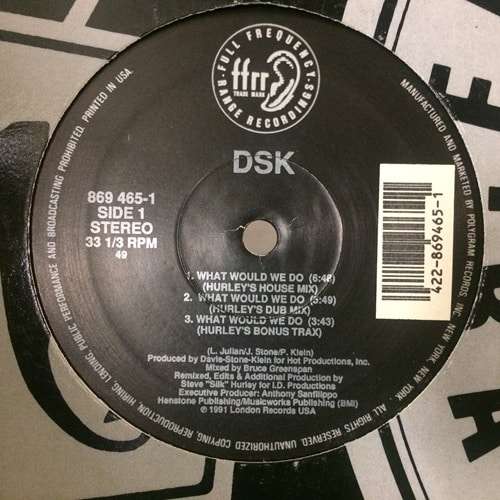 FULL FREQUENCY
ffrr
TRADE MARK
RANGE RECORDINGS
DSK
869 465-1
SIDE 1
STEREO
33 1/3 RPM
49
422-869465-1
1. WHAT WOULD WE DO (6:48)
(HURLEY'S HOUSE MIX)
2. WHAT WOULD WE DO (3:49)
(HURLEY'S DUB MIX)
3. WHAT WOULD WE DO (3:43)
(HURLEY'S BONUS TRAX)
(L. Julian/J. Stone/P. Klein)
Produced by Davis-Stone-Klein for Hot Productions, Inc.
Mixed by Bruce Greenspan
Remixed, Edits & Additional Production by
Steve "Silk" Hurley for I.D. Productions
Executive Producer: Anthony Sanfilippo
Henstone Publishing/Musicworks Publishing (BMI)
℗ 1991 London Records USA
MANUFACTURED AND MARKETED BY POLYGRAM RECORDS, INC., NEW YORK, NEW YORK.
ALL RIGHTS RESERVED. UNAUTHORIZED COPYING, REPRODUCTION, HIRING, LENDING, PUBLIC PERFORMANCE AND BROADCASTING PROHIBITED. PRINTED IN USA.